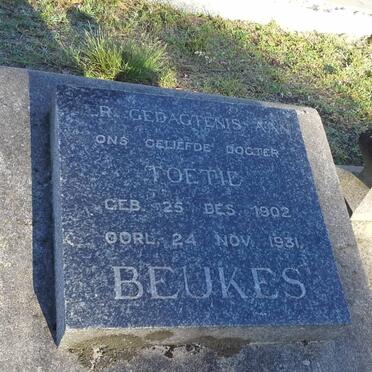 R. GEDAGTENIS AAN
ONS GELIEFDE DOGTER
TOETIE
GEB. 25 DES. 1902
OORL. 24 NOV. 1931
BEUKES